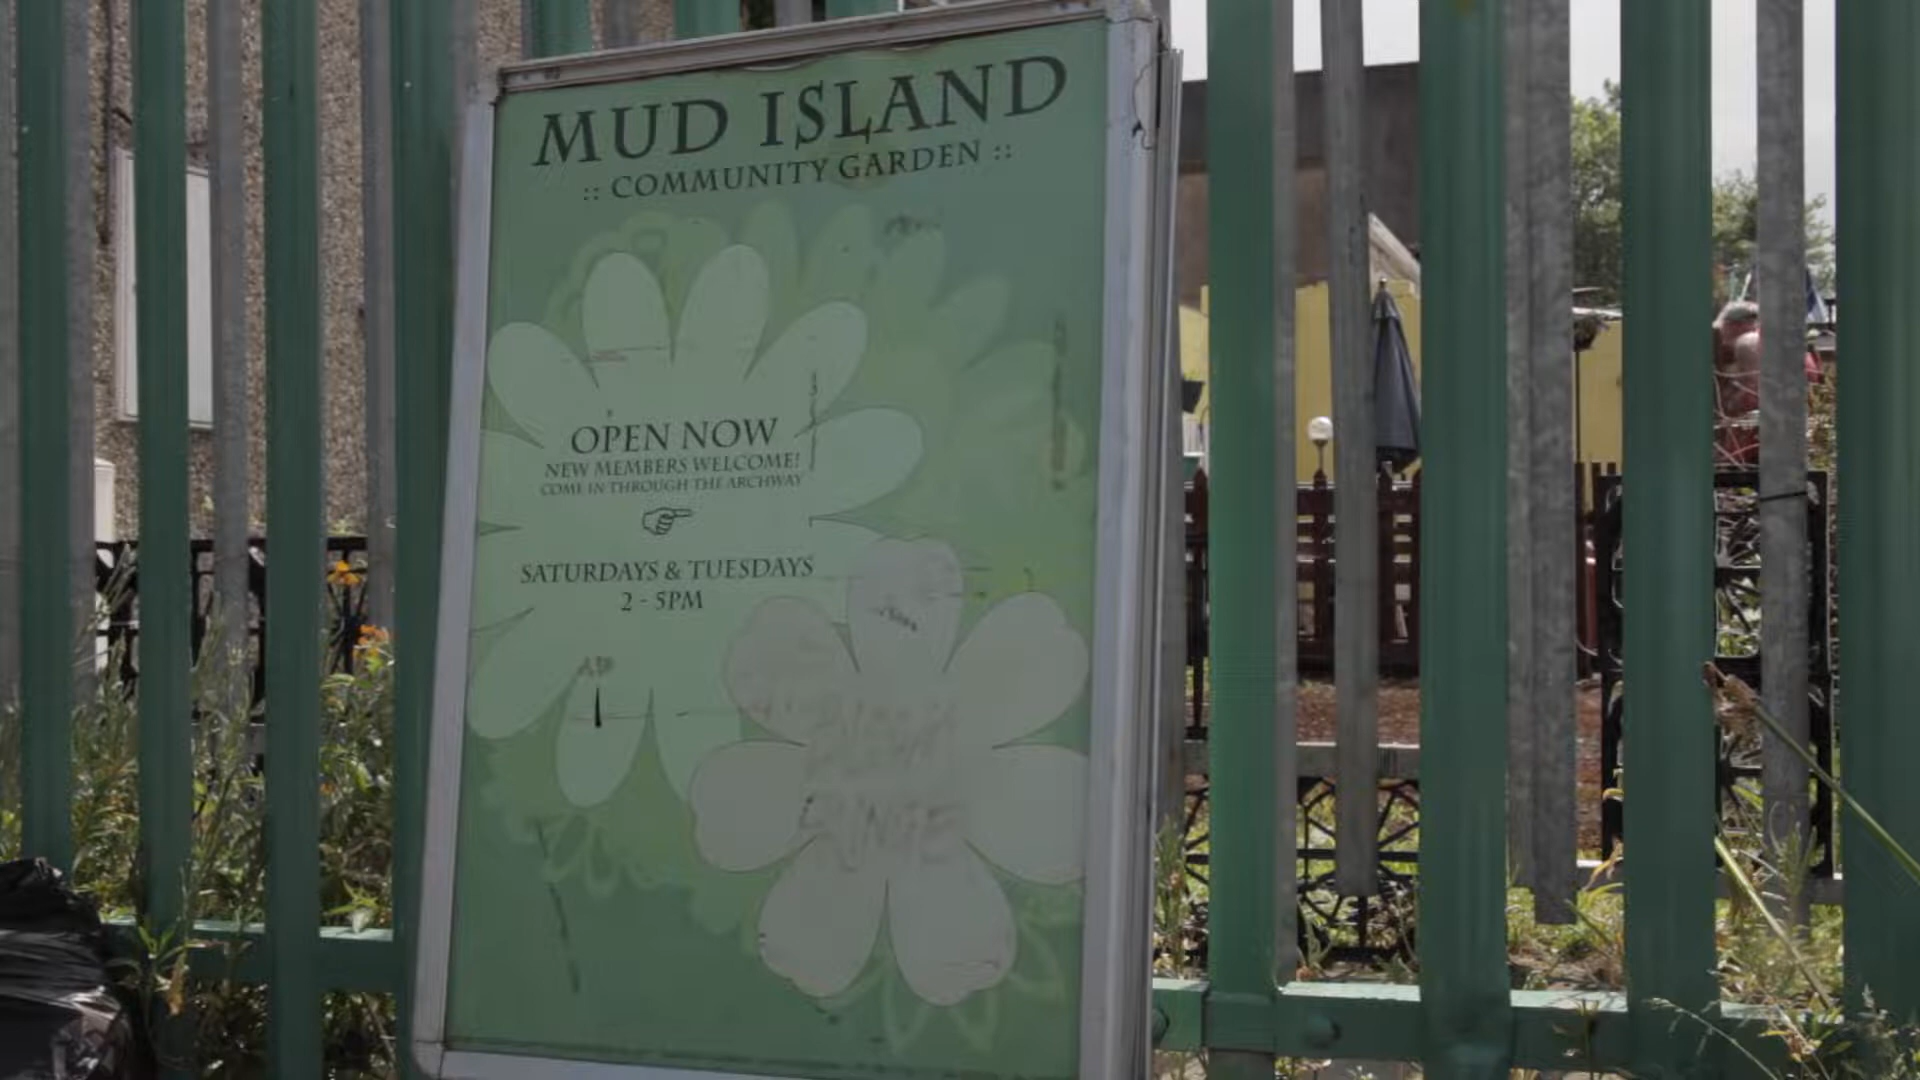 MUD ISLAND
:: COMMUNITY GARDEN ::
OPEN NOW
NEW MEMBERS WELCOME!
COME IN THROUGH THE ARCHWAY
SATURDAYS & TUESDAYS
2 - 5PM